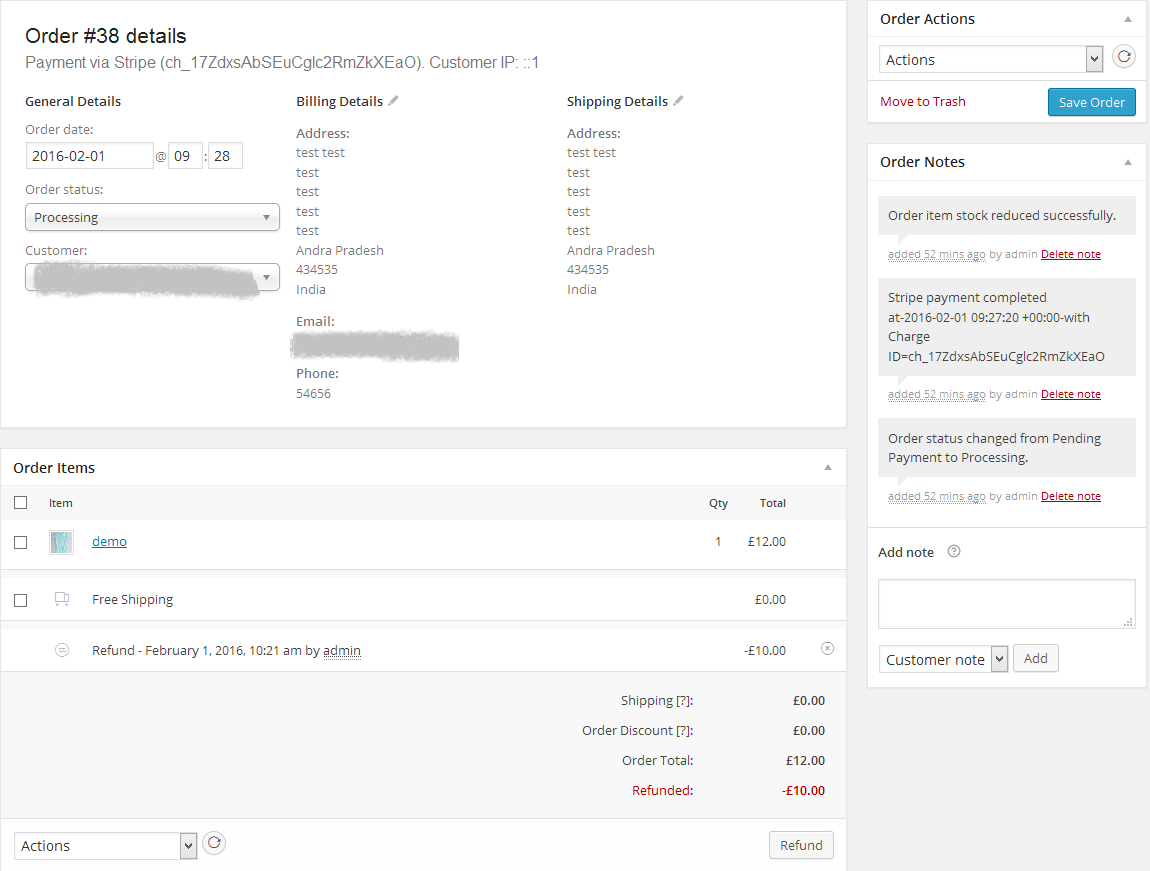 Order #38 details
Payment via Stripe (ch_17ZdxsAbSEuCglc2RmZkXEaO). Customer IP: ::1
General Details
Order date:
2016-02-01 @ 09 : 28
Order status:
Processing
Customer:
Billing Details
Address:
test test
test
test
test
test
Andra Pradesh
434535
India
Email:
Phone:
54656
Shipping Details
Address:
test test
test
test
test
test
Andra Pradesh
434535
India
Order Items
Item Qty Total
demo 1 £12.00
Free Shipping £0.00
Refund - February 1, 2016, 10:21 am by admin -£10.00
Shipping [?]: £0.00
Order Discount [?]: £0.00
Order Total: £12.00
Refunded: -£10.00
Actions Refund
Order Actions
Actions
Move to Trash Save Order
Order Notes
Order item stock reduced successfully.
added 52 mins ago by admin Delete note
Stripe payment completed
at-2016-02-01 09:27:20 +00:00-with
Charge
ID=ch_17ZdxsAbSEuCglc2RmZkXEaO
added 52 mins ago by admin Delete note
Order status changed from Pending
Payment to Processing.
added 52 mins ago by admin Delete note
Add note ?
Customer note Add